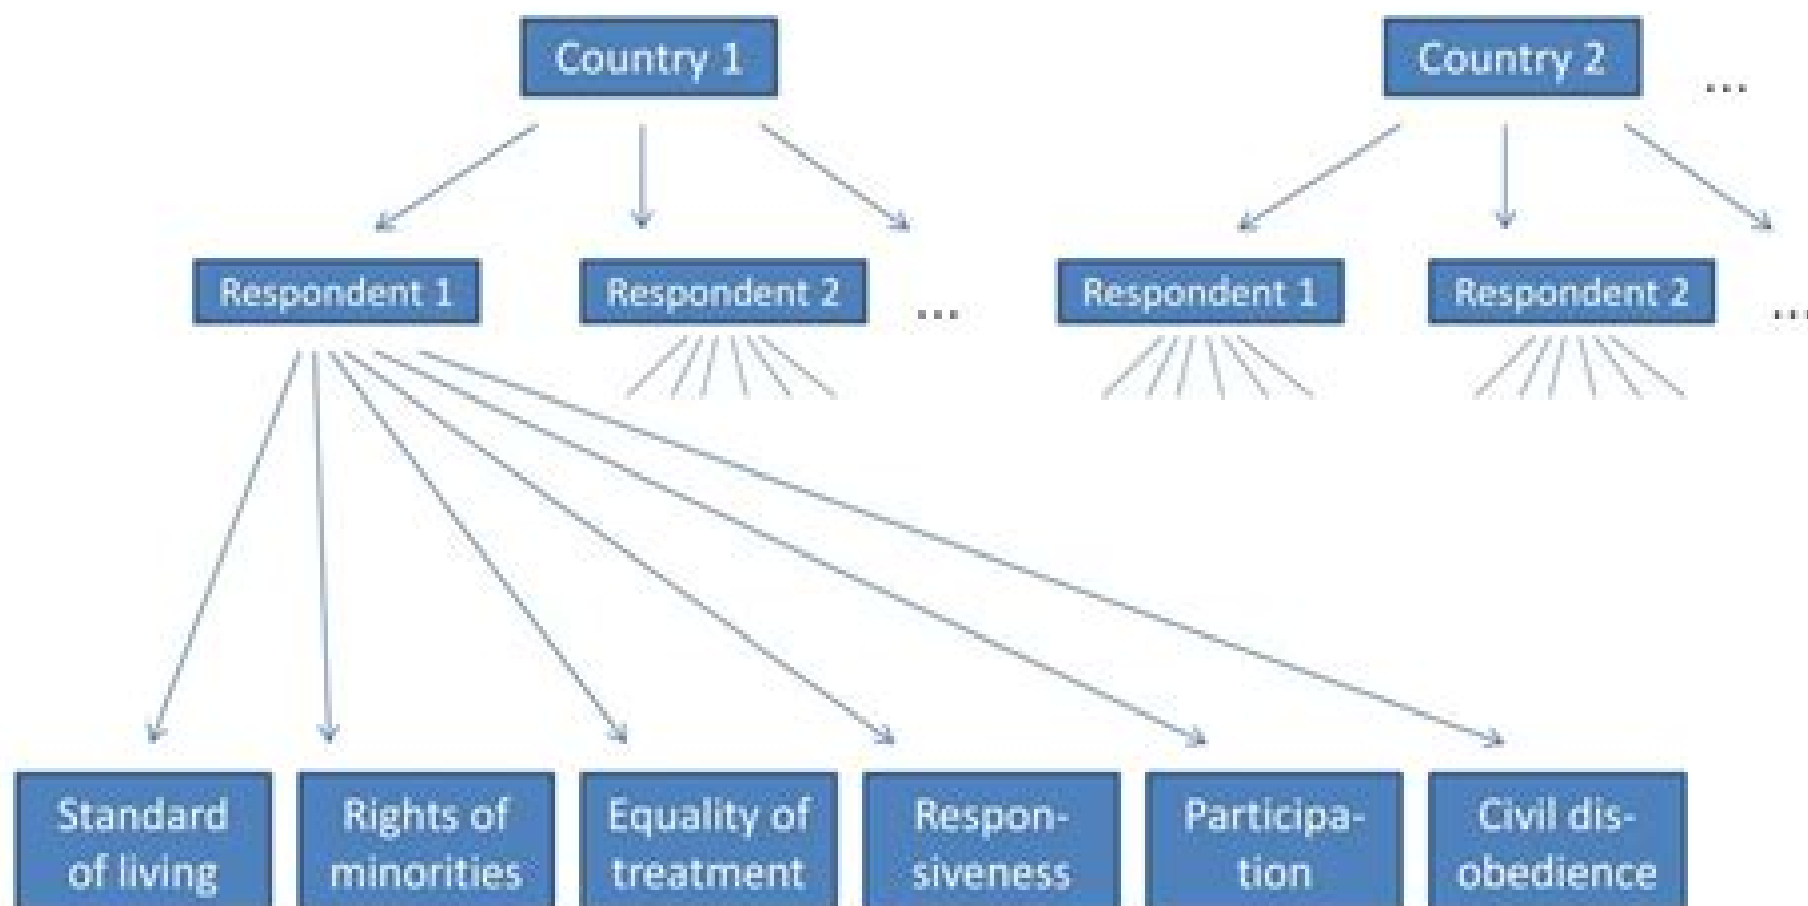 Country 1
Country 2
...
Respondent 1
Respondent 2
...
Respondent 1
Respondent 2
...
Standard
of living
Rights of
minorities
Equality of
treatment
Respon-
siveness
Participa-
tion
Civil dis-
obedience